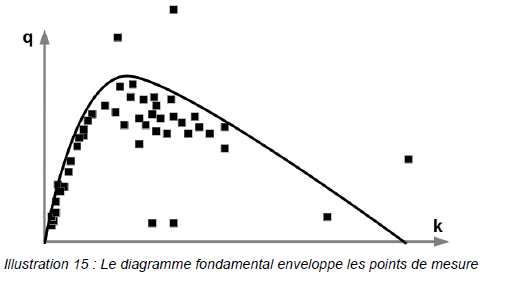 q
k
Illustration 15 : Le diagramme fondamental enveloppe les points de mesure